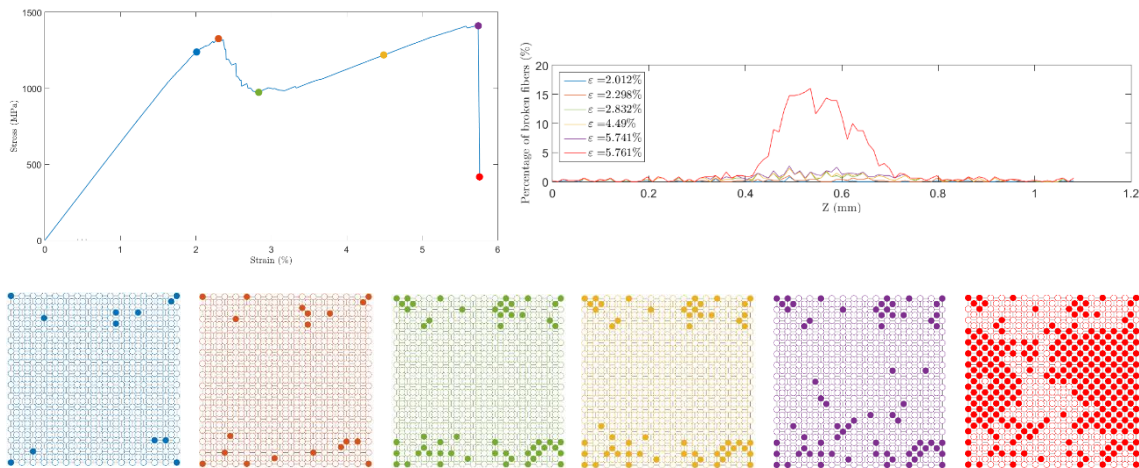 1500
1000
500
0
Stress (MPa)
0
1
2
3
4
5
6
Strain (%)
Percentage of broken fibers (%)
20
15
10
5
0
ε =2.012%
ε =2.298%
ε =2.832%
ε =4.49%
ε =5.741%
ε =5.761%
0
0.2
0.4
0.6
0.8
1
1.2
Z (mm)